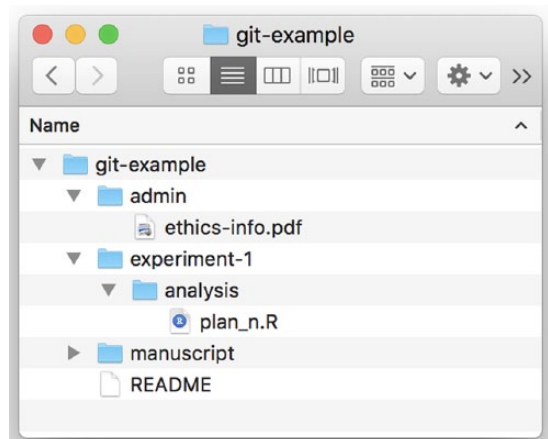 git-example
Name
git-example
admin
ethics-info.pdf
experiment-1
analysis
plan_n.R
manuscript
README